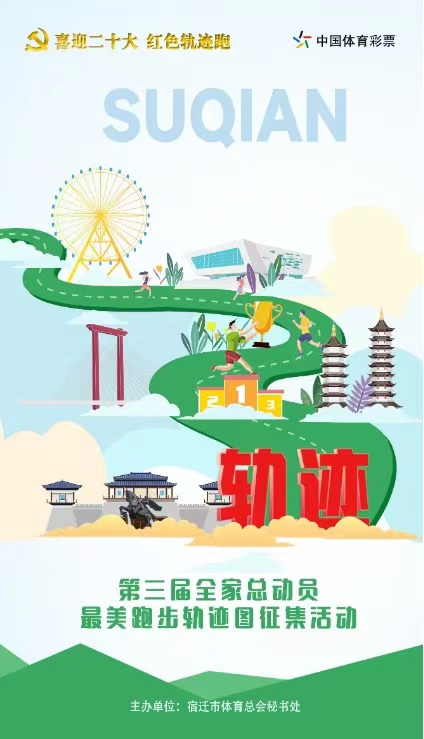 喜迎二十大 红色轨迹跑
中国体育彩票
SUQIAN
1
2
3
轨迹
第三届全家总动员
最美跑步轨迹图征集活动
主办单位：宿迁市体育总会秘书处